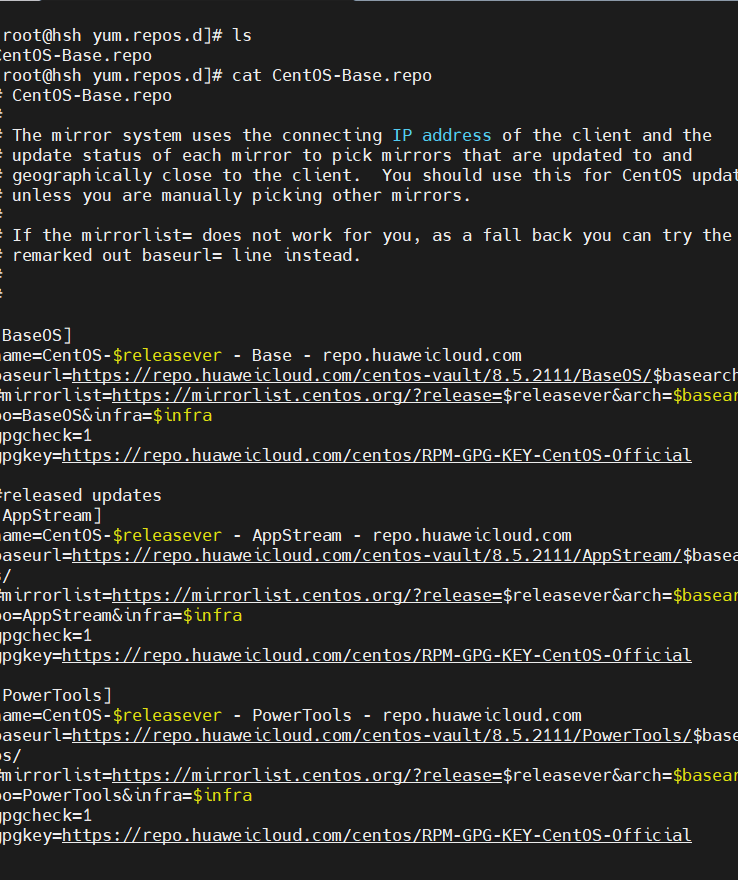 root@hsh yum.repos.d]# ls
CentOS-Base.repo
root@hsh yum.repos.d]# cat CentOS-Base.repo
# CentOS-Base.repo
#
# The mirror system uses the connecting IP address of the client and the
# update status of each mirror to pick mirrors that are updated to and
# geographically close to the client.  You should use this for CentOS updat
# unless you are manually picking other mirrors.
#
# If the mirrorlist= does not work for you, as a fall back you can try the
# remarked out baseurl= line instead.
#
#
BaseOS]
name=CentOS-$releasever - Base - repo.huaweicloud.com
baseurl=https://repo.huaweicloud.com/centos-vault/8.5.2111/BaseOS/$basearch
#mirrorlist=https://mirrorlist.centos.org/?release=$releasever&arch=$basear
po=BaseOS&infra=$infra
gpgcheck=1
gpgkey=https://repo.huaweicloud.com/centos/RPM-GPG-KEY-CentOS-Official
#released updates
AppStream]
name=CentOS-$releasever - AppStream - repo.huaweicloud.com
baseurl=https://repo.huaweicloud.com/centos-vault/8.5.2111/AppStream/$basea
s/
#mirrorlist=https://mirrorlist.centos.org/?release=$releasever&arch=$basear
po=AppStream&infra=$infra
gpgcheck=1
gpgkey=https://repo.huaweicloud.com/centos/RPM-GPG-KEY-CentOS-Official
PowerTools]
name=CentOS-$releasever - PowerTools - repo.huaweicloud.com
baseurl=https://repo.huaweicloud.com/centos-vault/8.5.2111/PowerTools/$base
os/
#mirrorlist=https://mirrorlist.centos.org/?release=$releasever&arch=$basear
po=PowerTools&infra=$infra
gpgcheck=1
gpgkey=https://repo.huaweicloud.com/centos/RPM-GPG-KEY-CentOS-Official